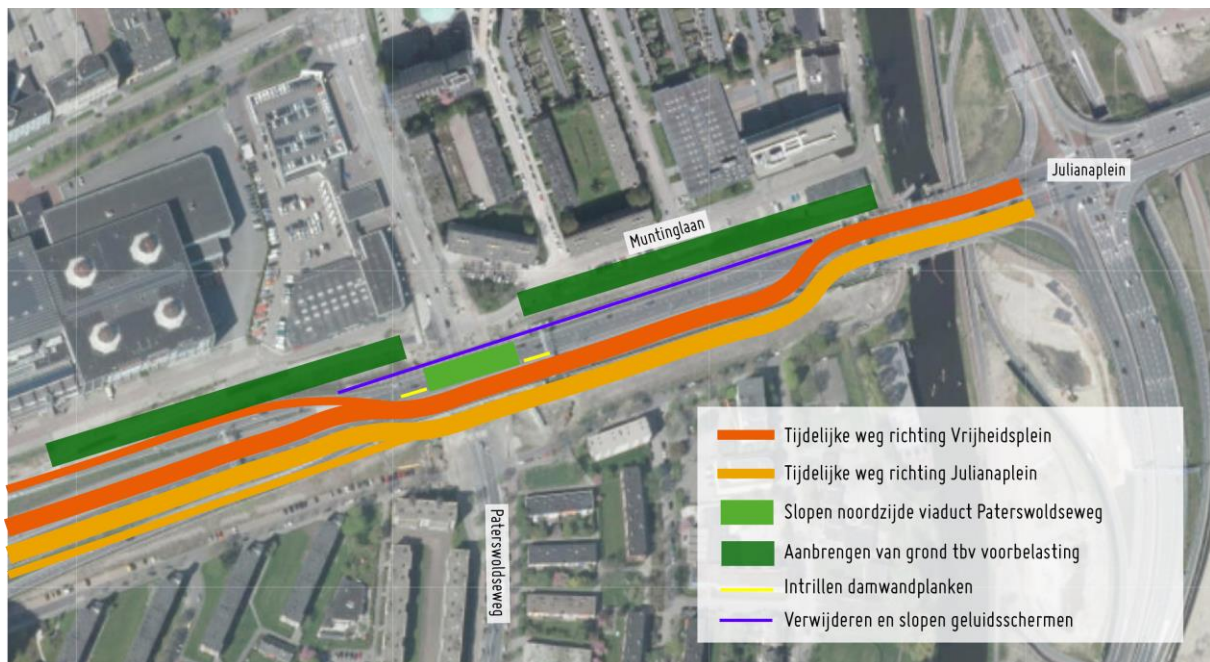 Julianaplein
Muntinglaan
Paterswoldseweg
Tijdelijke weg richting Vrijheidsplein
Tijdelijke weg richting Julianaplein
Slopen noordzijde viaduct Paterswoldseweg
Aanbrengen van grond tbv voorbelasting
Intrillen damwandplanken
Verwijderen en slopen geluidsschermen